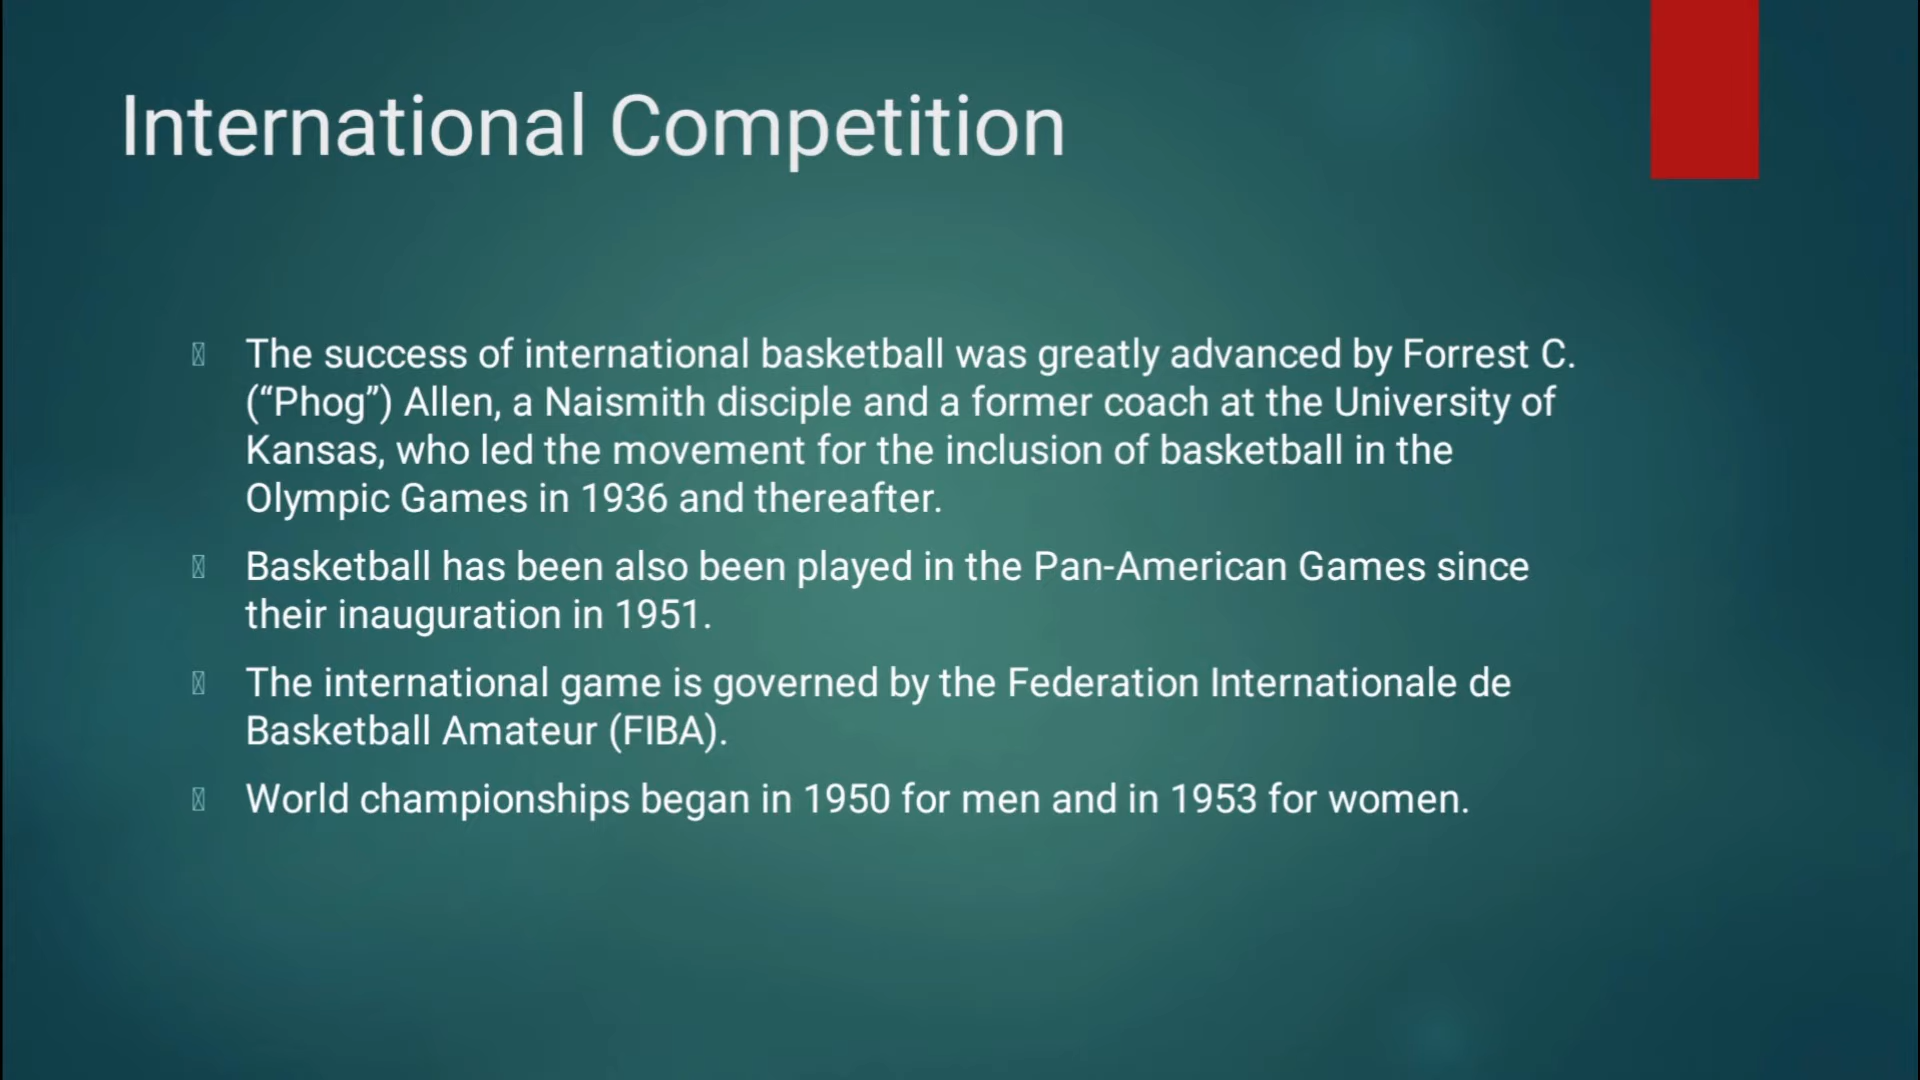 International Competition
The success of international basketball was greatly advanced by Forrest C.
(“Phog”) Allen, a Naismith disciple and a former coach at the University of
Kansas, who led the movement for the inclusion of basketball in the
Olympic Games in 1936 and thereafter.
Basketball has been also been played in the Pan-American Games since
their inauguration in 1951.
The international game is governed by the Federation Internationale de
Basketball Amateur (FIBA).
World championships began in 1950 for men and in 1953 for women.